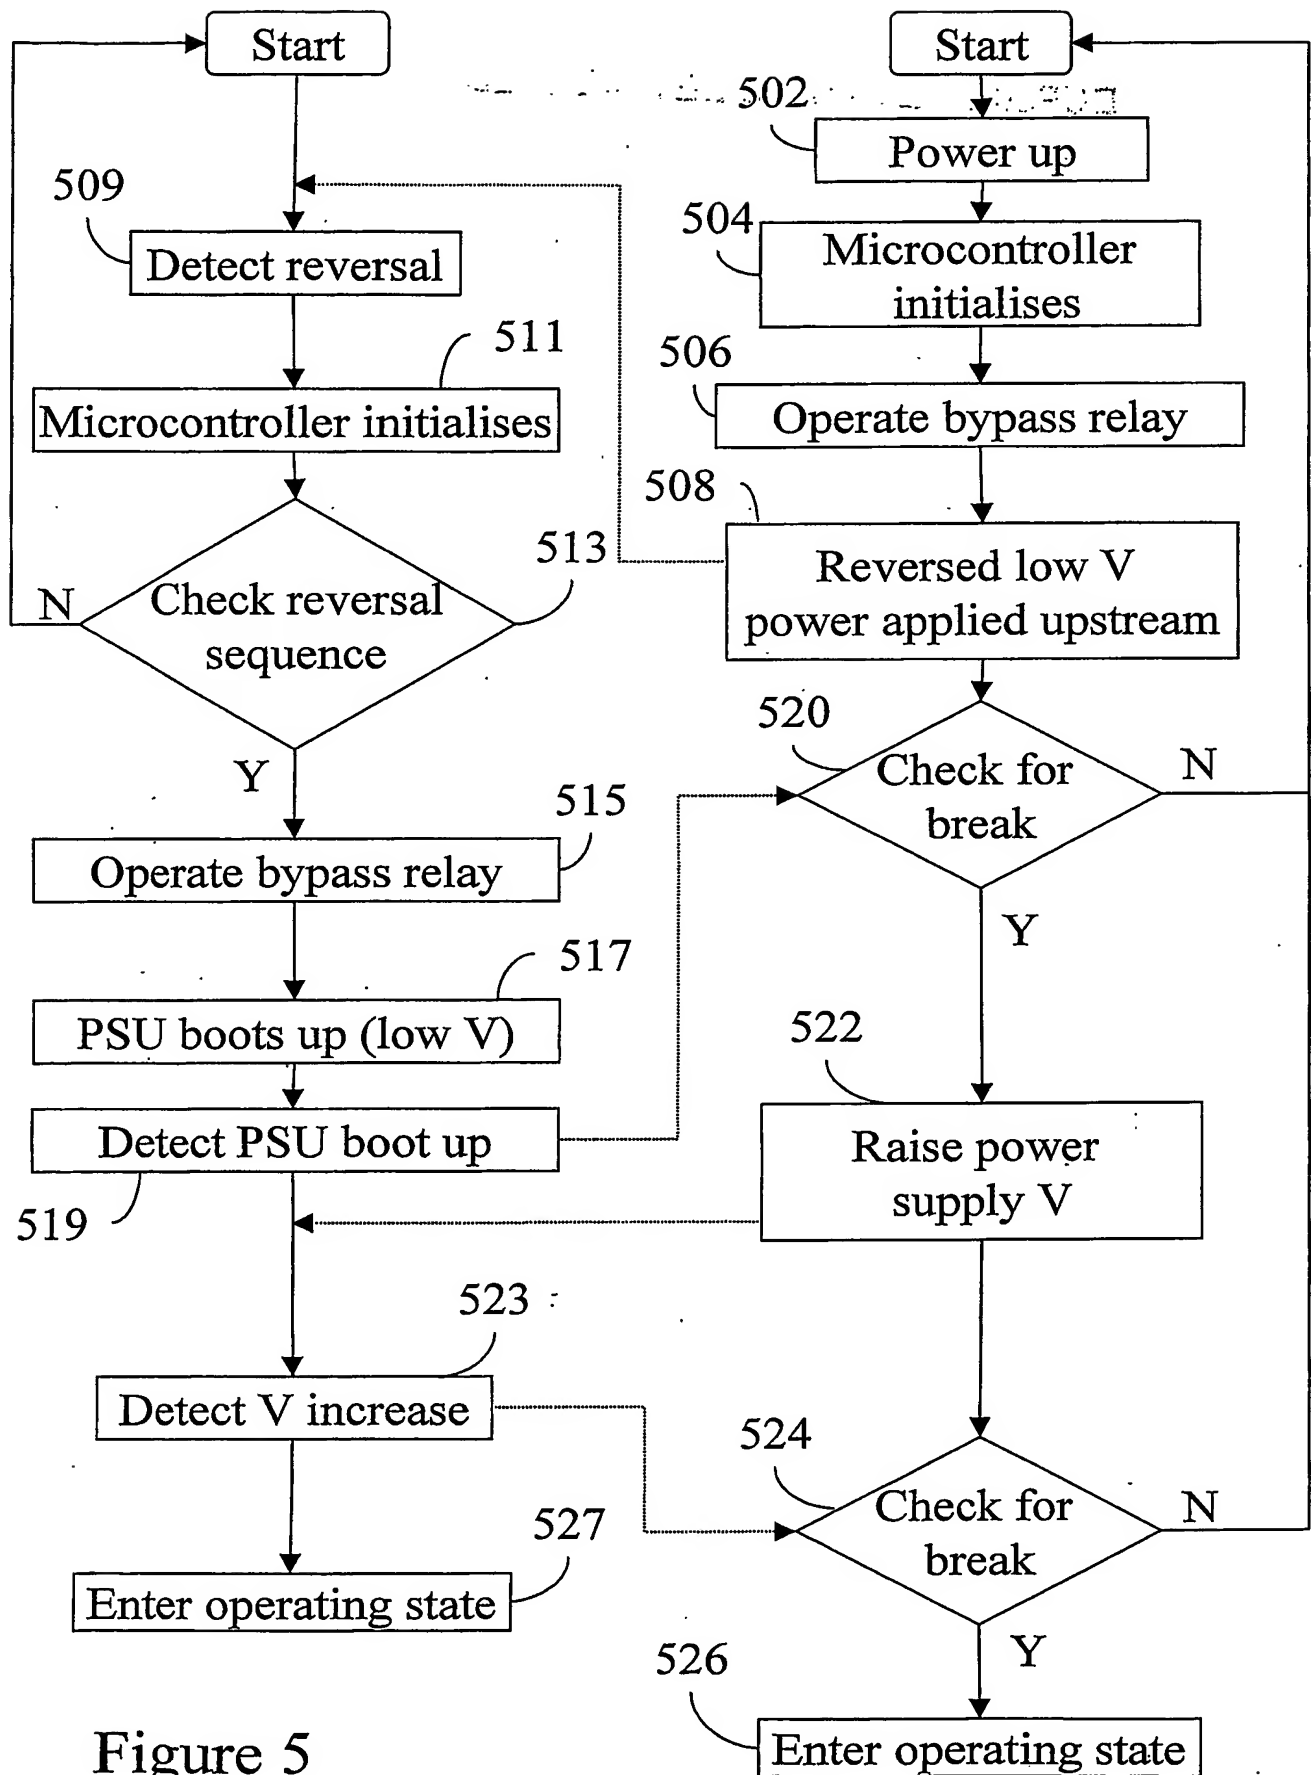 Start
509
Detect reversal
511
Microcontroller initialises
513
Check reversal
sequence
N
Y
515
Operate bypass relay
517
PSU boots up (low V)
Detect PSU boot up
519
523
Detect V increase
527
Enter operating state
Start
502
Power up
504
Microcontroller
initialises
506
Operate bypass relay
508
Reversed low V
power applied upstream
520
Check for
break
N
Y
522
Raise power
supply V
524
Check for
break
N
Y
526
Enter operating state
Figure 5